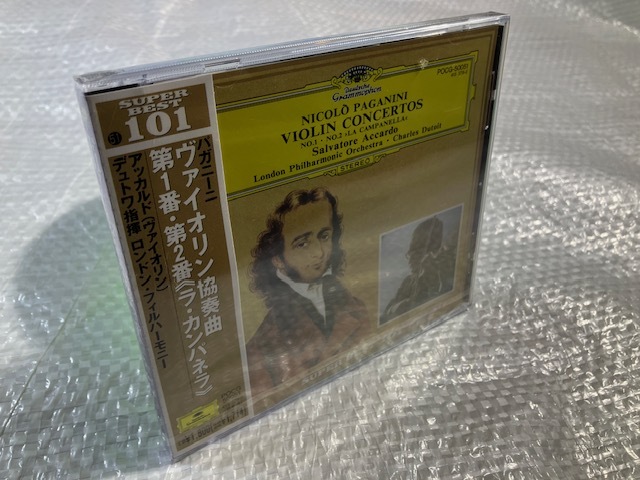 SUPER
BEST
101
パガニーニ
ヴァイオリン協奏曲
第1番・第2番《ラ・カンパネラ》
アッカルド(ヴァイオリン)
デュトワ指揮 ロンドン・フィルハーモニー
POCG-50051
Deutsche
Grammophon
NICOLÒ PAGANINI
VIOLIN CONCERTOS
NO.1 · NO.2 »LA CAMPANELLA«
Salvatore Accardo
London Philharmonic Orchestra · Charles Dutoit
STEREO